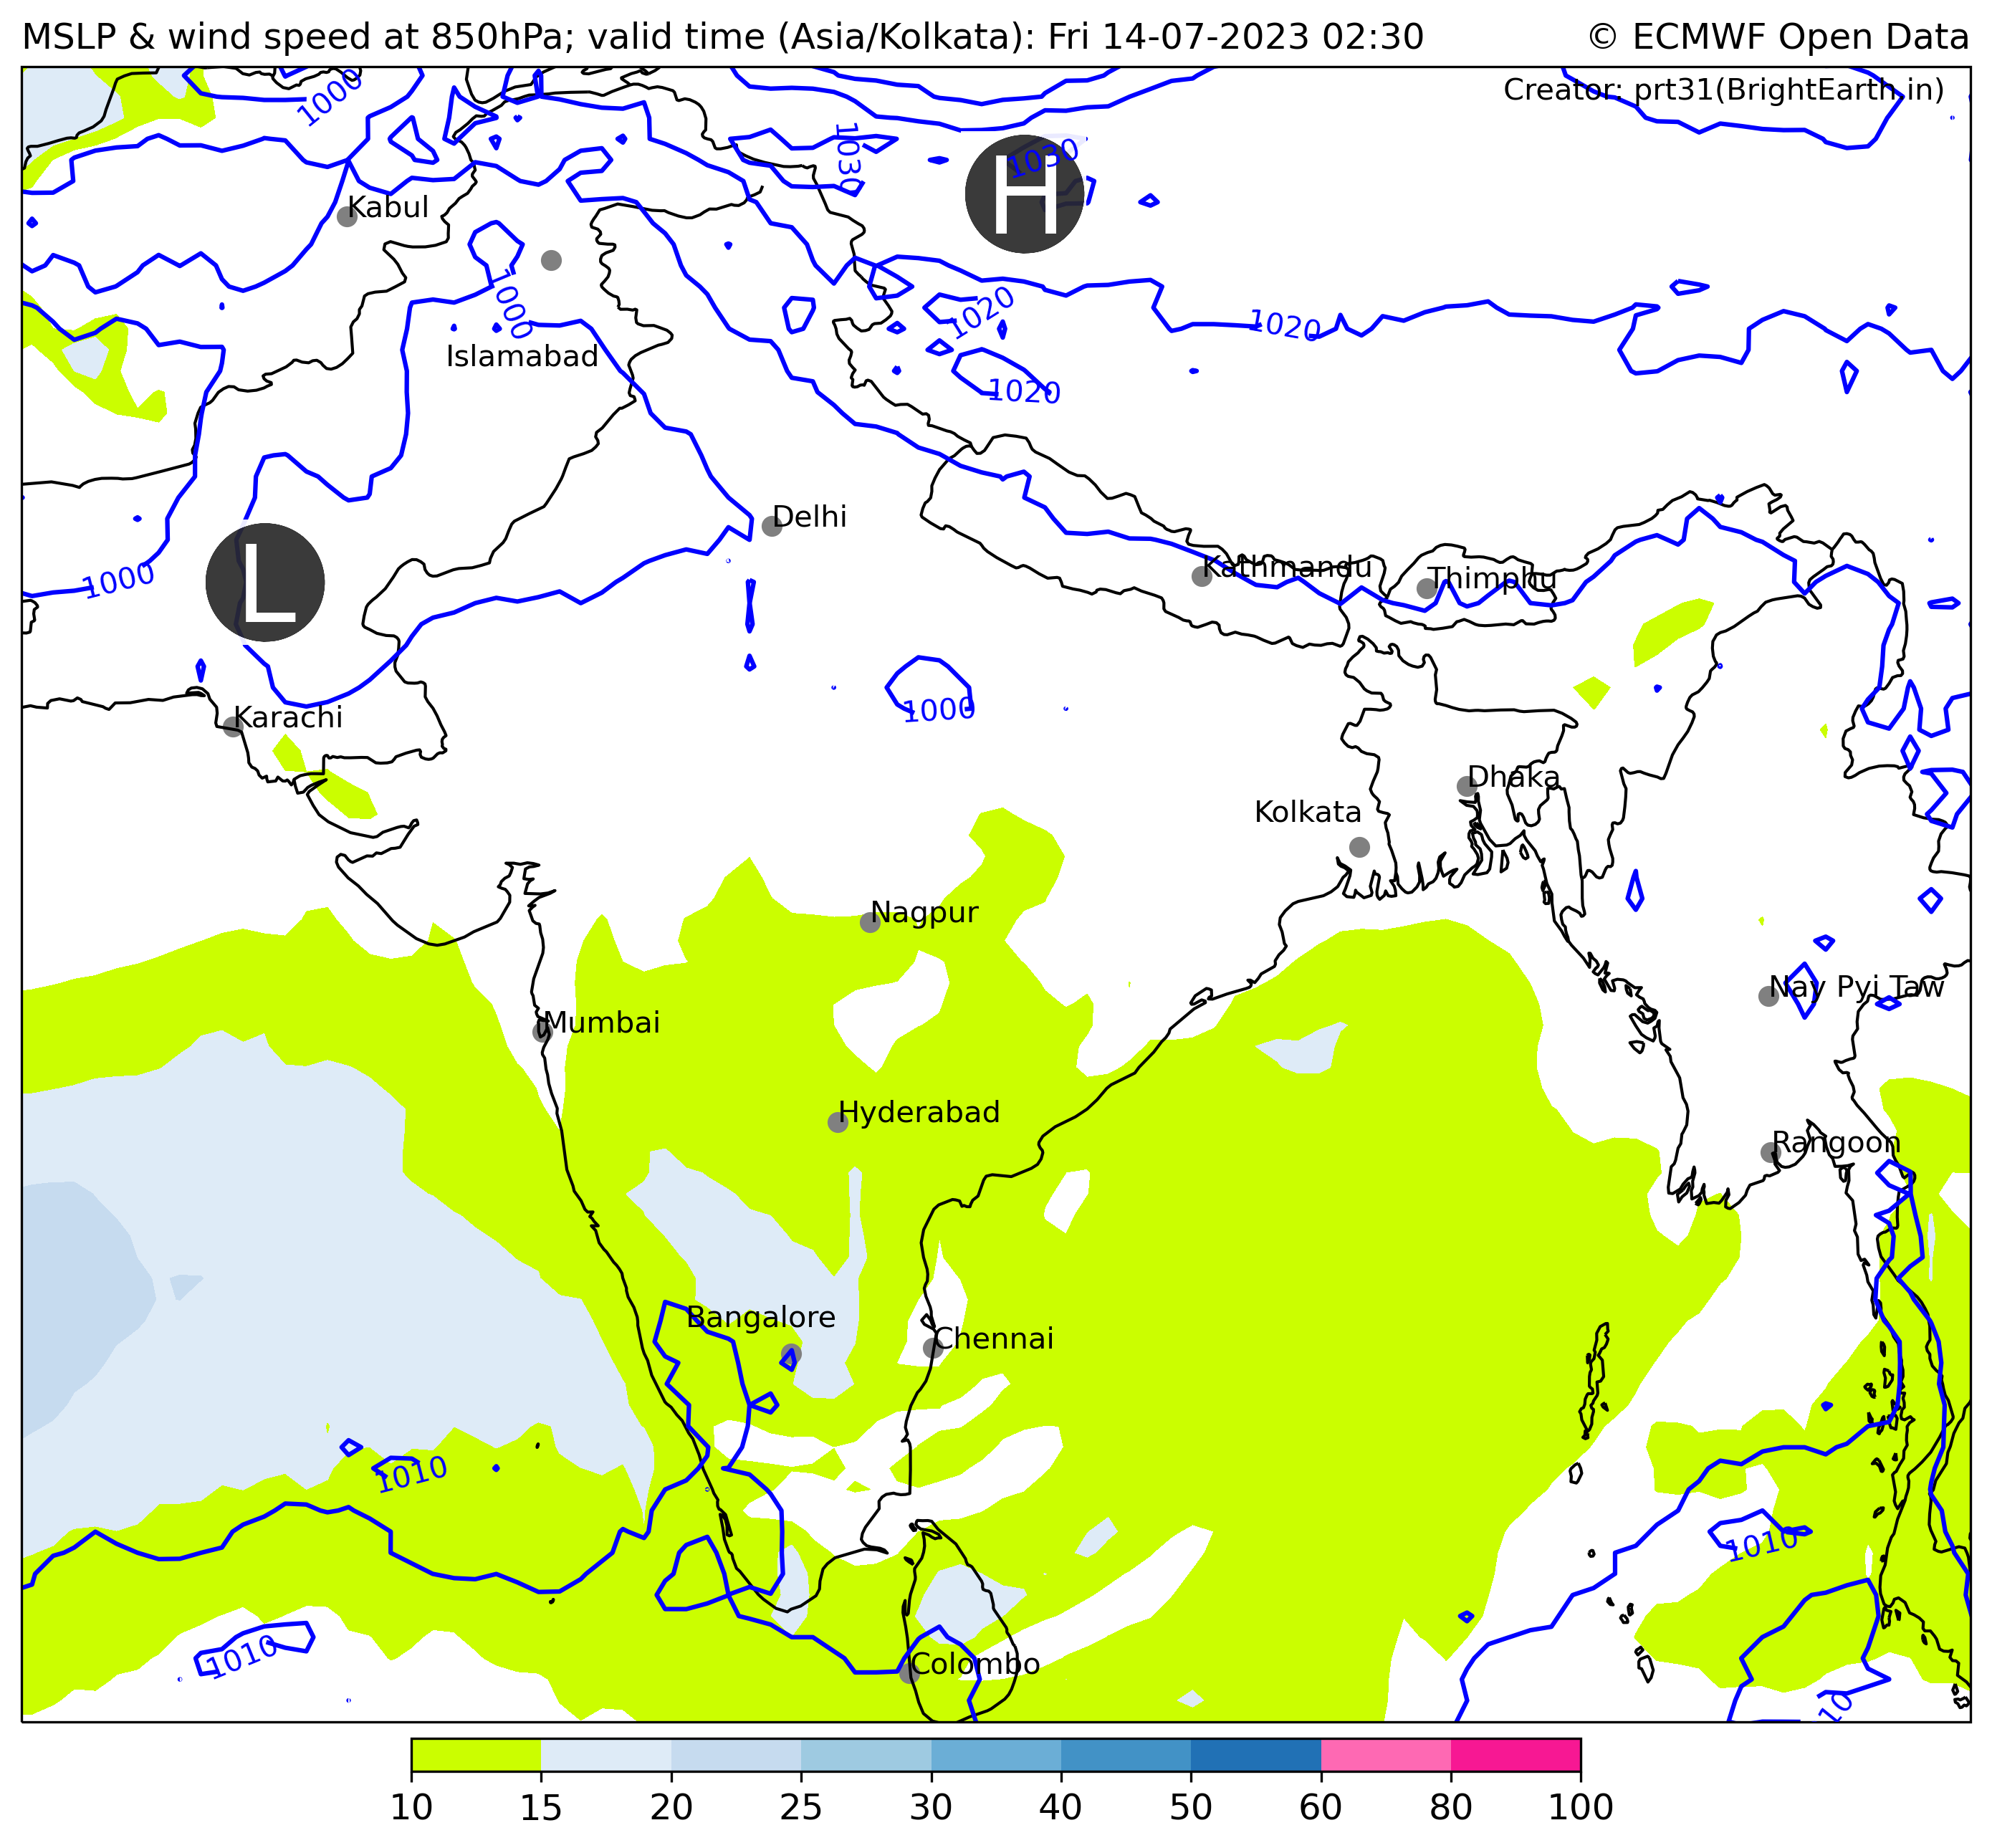 MSLP & wind speed at 850hPa; valid time (Asia/Kolkata): Fri 14-07-2023 02:30
© ECMWF Open Data
Creator: prt31(BrightEarth.in)
1000
1030
1030
H
Kabul
1000
1020
1020
Islamabad
1020
Delhi
L
1000
Kathmandu
Thimphu
Karachi
1000
Dhaka
Kolkata
Nagpur
Nay Pyi Taw
Mumbai
Hyderabad
Rangoon
Bangalore
Chennai
1010
1010
1010
Colombo
10
10 15 20 25 30 40 50 60 80 100